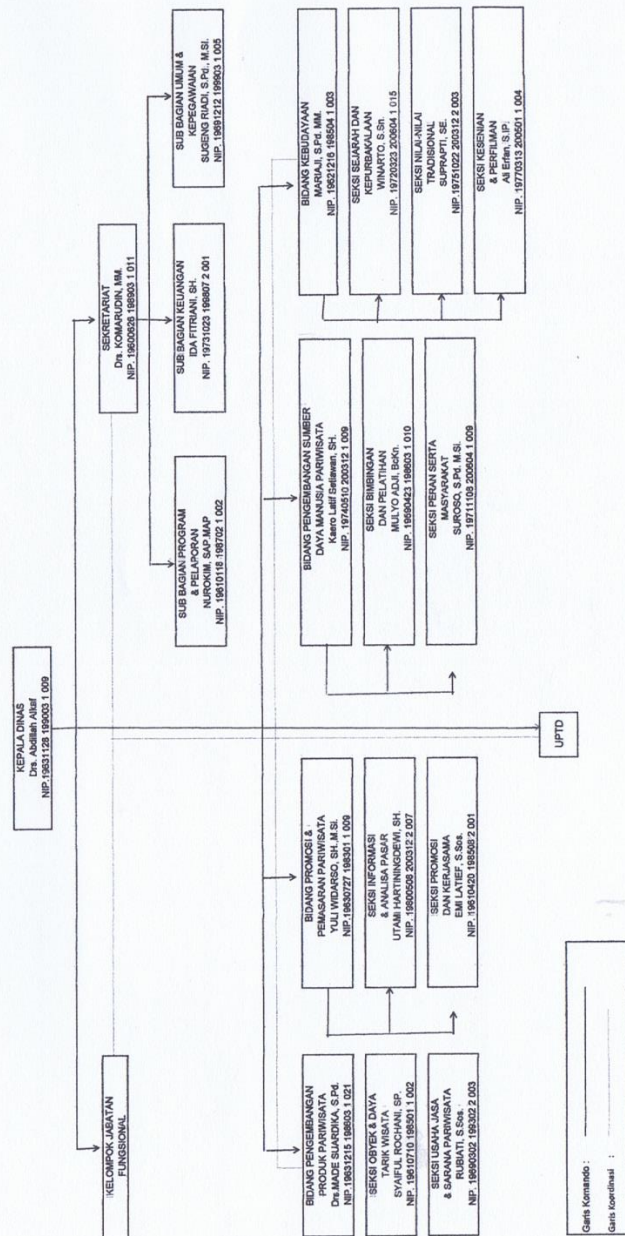 KEPALA DINAS
Drs. Abdillah Alkaf
NIP.19631128 199003 1 009
KELOMPOK JABATAN
FUNGSIONAL
SEKRETARIAT
Drs. KOMARUDIN, MM.
NIP. 19600626 198903 1 011
SUB BAGIAN PROGRAM
& PELAPORAN
NUROKIM, SAP.MAP
NIP. 19610118 198702 1 002
SUB BAGIAN KEUANGAN
IDA FITRIANI, SH.
NIP. 19731023 199807 2 001
SUB BAGIAN UMUM &
KEPEGAWAIAN
SUGENG RIADI, S.Pd., M.SI.
NIP. 19691212 199903 1 005
BIDANG PENGEMBANGAN
PRODUK PARIWISATA
Drs.MADE SUARDIKA, S.Pd.
NIP.19631215 198603 1 021
SEKSI OBYEK & DAYA
TARIK WISATA
SYAIFUL ROCHANI, SP.
NIP. 19610710 198501 1 002
SEKSI USAHA JASA
& SARANA PARIWISATA
RUBIATI, S.Sos.
NIP. 19690302 199302 2 003
BIDANG PROMOSI &
PEMASARAN PARIWISATA
YULI WIDARSO, SH.,M.SI.
NIP.19630727 198301 1 009
SEKSI INFORMASI
& ANALISA PASAR
UTAMI HARTININGDEWI, SH.
NIP. 19800508 200312 2 007
SEKSI PROMOSI
DAN KERJASAMA
EMI LATIEF, S.Sos.
NIP. 19610420 198508 2 001
BIDANG PENGEMBANGAN SUMBER
DAYA MANUSIA PARIWISATA
Ksero Latif Setiawan, SH.
NIP. 19740510 200312 1 009
SEKSI BIMBINGAN
DAN PELATIHAN
MULYO ADJI, BcKn.
NIP. 19590423 198603 1 010
SEKSI PERAN SERTA
MASYARAKAT
SUROSO, S.Pd. M.Si.
NIP. 19711108 200604 1 009
BIDANG KEBUDAYAAN
MARIAJI, S.Pd. MM.
NIP. 19621216 198504 1 003
SEKSI SEJARAH DAN
KEPURBAKALAAN
WINARTO, S.Sn.
NIP. 19720323 200604 1 015
SEKSI NILAI-NILAI
TRADISIONAL
SUPRAPTI, SE.
NIP.19751022 200312 2 003
SEKSI KESENIAN
& PERFILMAN
Ali Erfan, S.IP.
NIP. 19770313 200501 1 004
UPTD
Garis Komando :
Garis Koordinasi :